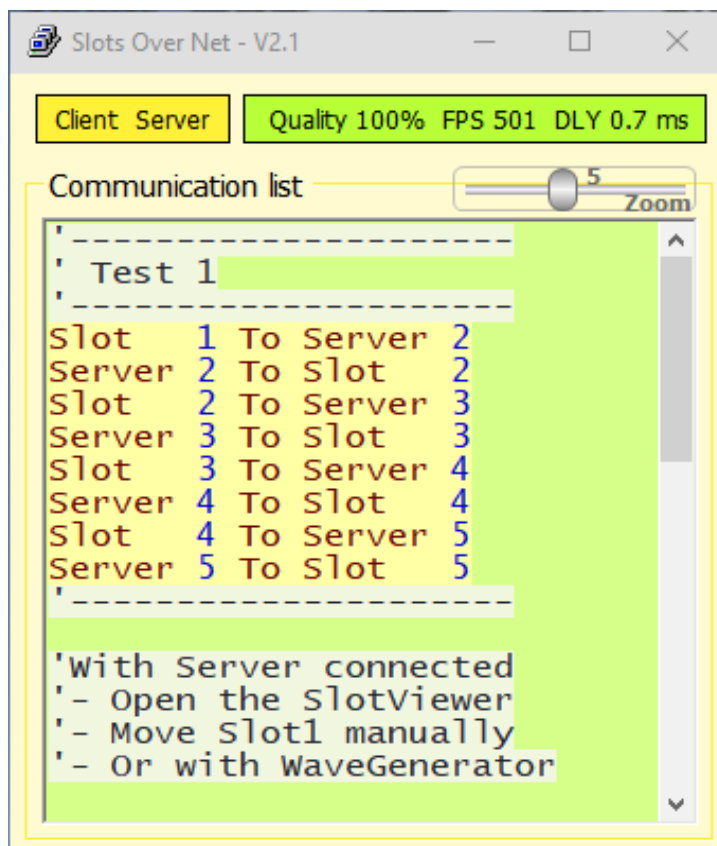 Slots Over Net - V2.1
Client Server
Quality 100% FPS 501 DLY 0.7 ms
Communication list
5
Zoom
'---------------------
' Test 1
'---------------------
Slot   1 To Server 2
Server 2 To Slot   2
Slot   2 To Server 3
Server 3 To Slot   3
Slot   3 To Server 4
Server 4 To Slot   4
Slot   4 To Server 5
Server 5 To Slot   5
'---------------------
'With Server connected
'- Open the SlotViewer
'- Move Slot1 manually
'- Or with WaveGenerator